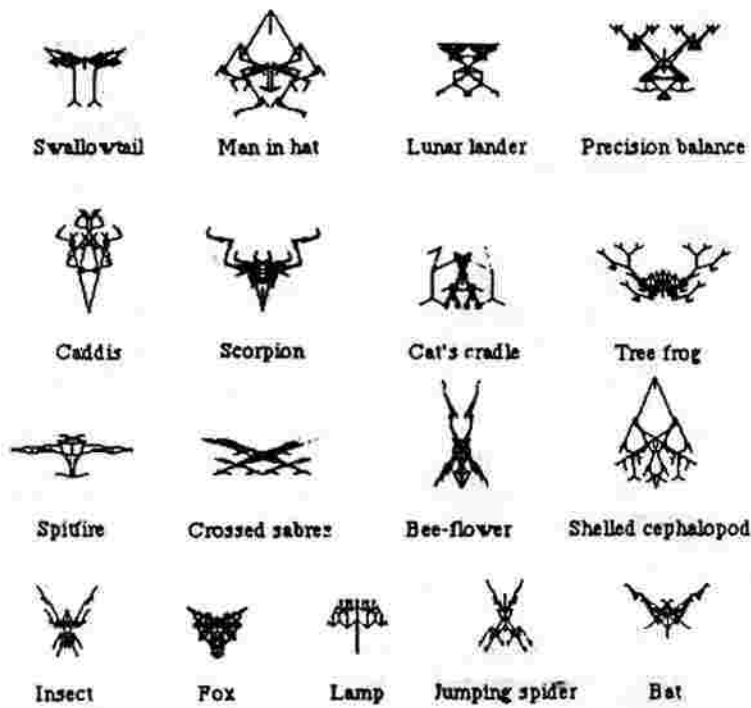 Swallowtail Man in hat Lunar lander Precision balance
Caddis Scorpion Cat's cradle Tree frog
Spitfire Crossed sabres Bee-flower Shelled cephalopod
Insect Fox Lamp Jumping spider Bat